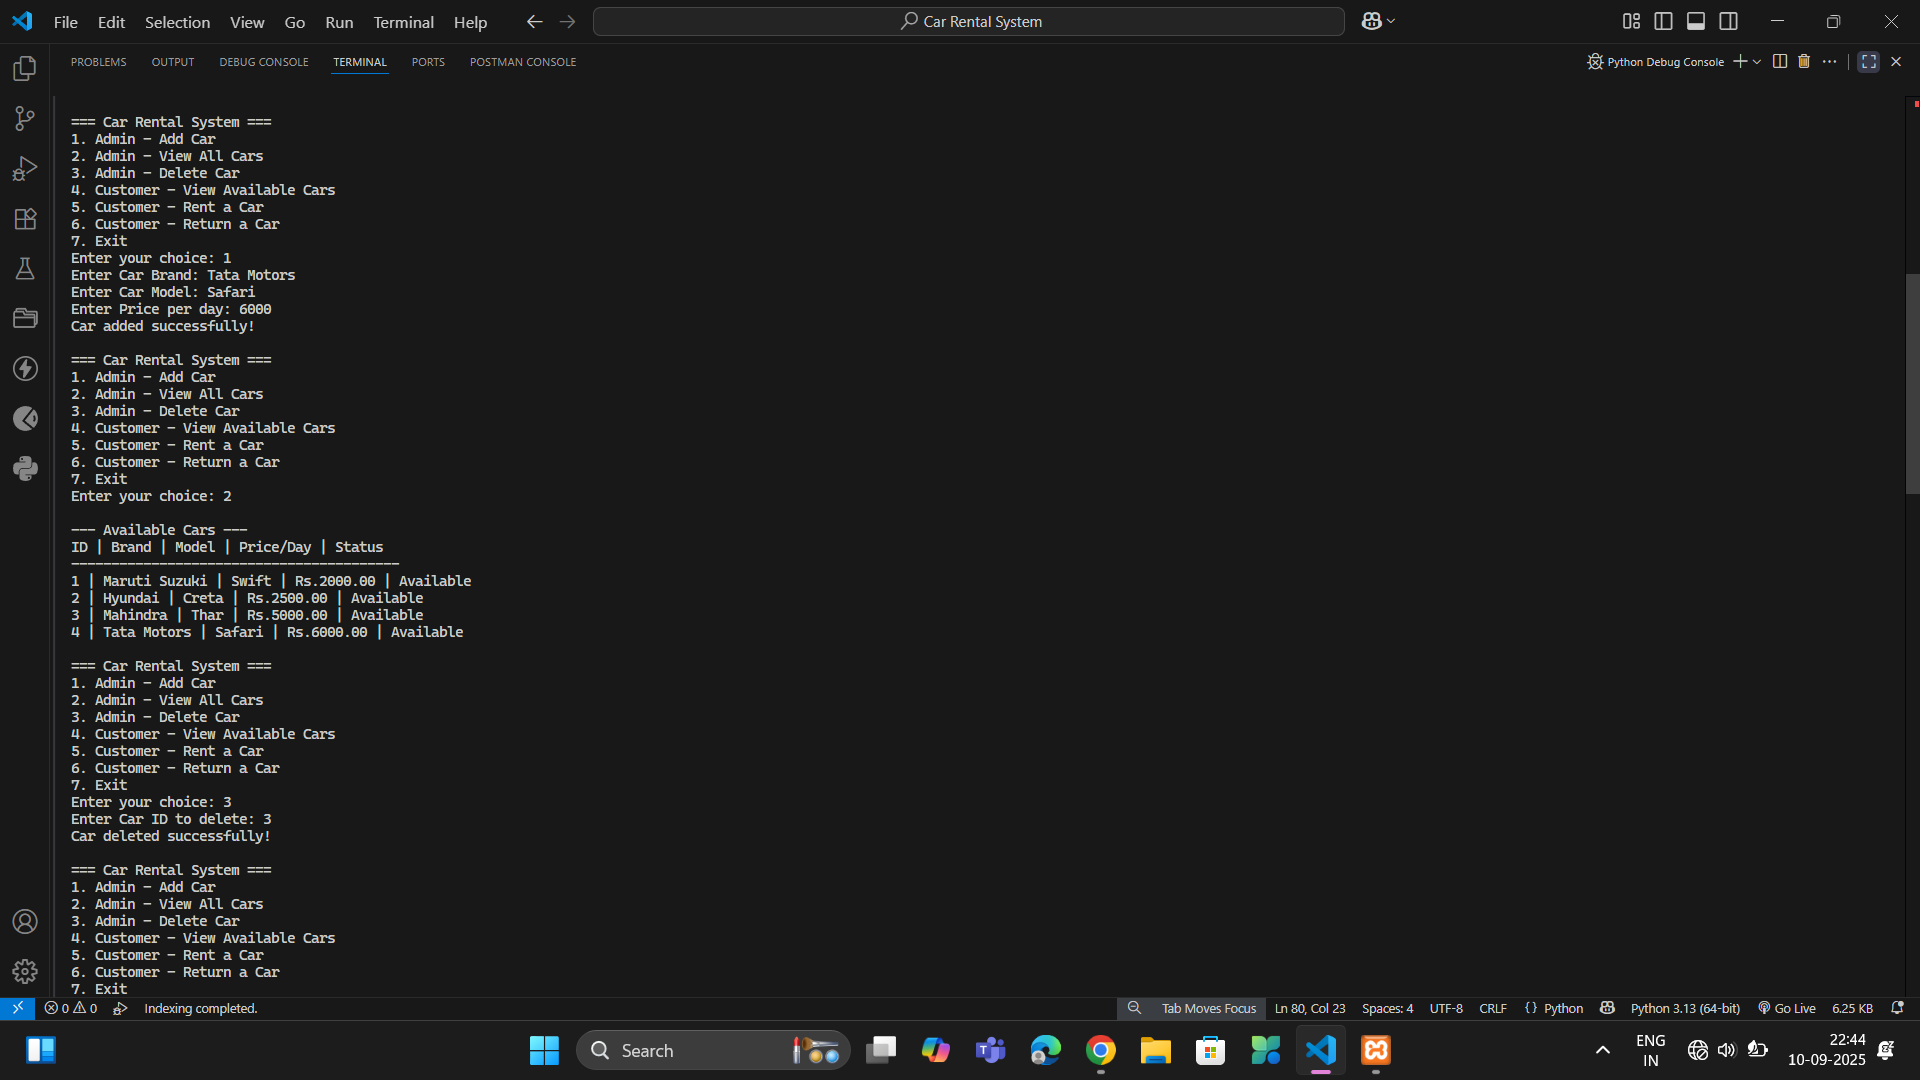 File Edit Selection View Go Run Terminal Help
Car Rental System
PROBLEMS OUTPUT DEBUG CONSOLE TERMINAL PORTS POSTMAN CONSOLE
Python Debug Console
=== Car Rental System ===
1. Admin - Add Car
2. Admin - View All Cars
3. Admin - Delete Car
4. Customer - View Available Cars
5. Customer - Rent a Car
6. Customer - Return a Car
7. Exit
Enter your choice: 1
Enter Car Brand: Tata Motors
Enter Car Model: Safari
Enter Price per day: 6000
Car added successfully!
=== Car Rental System ===
1. Admin - Add Car
2. Admin - View All Cars
3. Admin - Delete Car
4. Customer - View Available Cars
5. Customer - Rent a Car
6. Customer - Return a Car
7. Exit
Enter your choice: 2
--- Available Cars ---
ID | Brand | Model | Price/Day | Status
-----------------------------------------
1 | Maruti Suzuki | Swift | Rs.2000.00 | Available
2 | Hyundai | Creta | Rs.2500.00 | Available
3 | Mahindra | Thar | Rs.5000.00 | Available
4 | Tata Motors | Safari | Rs.6000.00 | Available
=== Car Rental System ===
1. Admin - Add Car
2. Admin - View All Cars
3. Admin - Delete Car
4. Customer - View Available Cars
5. Customer - Rent a Car
6. Customer - Return a Car
7. Exit
Enter your choice: 3
Enter Car ID to delete: 3
Car deleted successfully!
=== Car Rental System ===
1. Admin - Add Car
2. Admin - View All Cars
3. Admin - Delete Car
4. Customer - View Available Cars
5. Customer - Rent a Car
6. Customer - Return a Car
7. Exit
0 0 Indexing completed. Tab Moves Focus Ln 80, Col 23 Spaces: 4 UTF-8 CRLF {} Python Python 3.13 (64-bit) Go Live 6.25 KB
Search
ENG
IN
22:44
10-09-2025